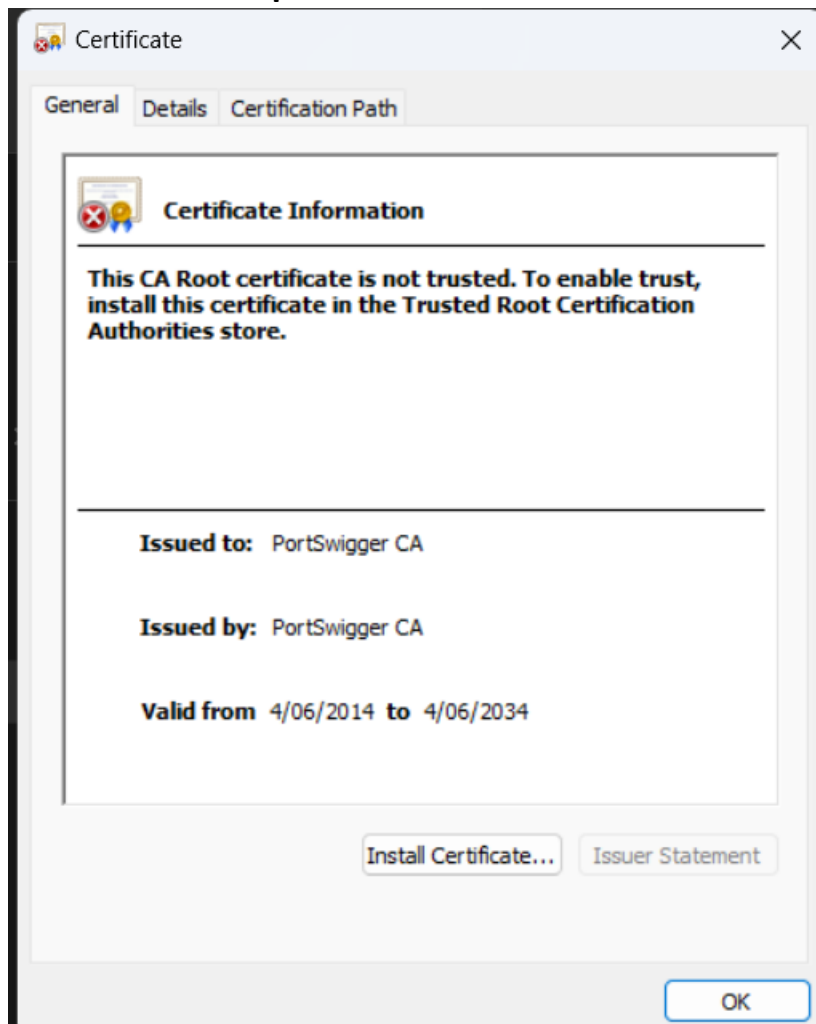 Certificate
General Details Certification Path
Certificate Information
This CA Root certificate is not trusted. To enable trust,
install this certificate in the Trusted Root Certification
Authorities store.
Issued to: PortSwigger CA
Issued by: PortSwigger CA
Valid from 4/06/2014 to 4/06/2034
Install Certificate... Issuer Statement
OK